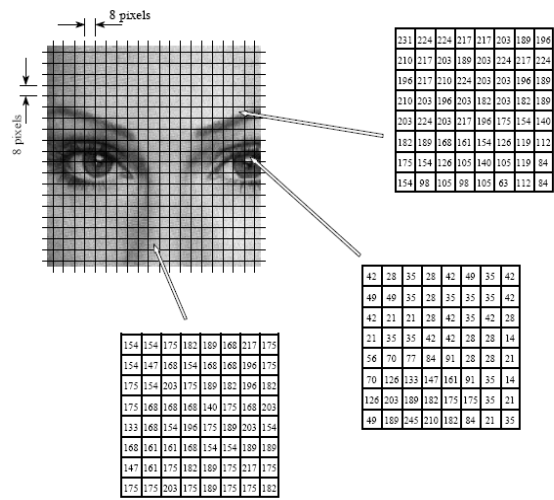 8 pixels
8 pixels
231 224 224 217 217 203 189 196
210 217 203 189 203 224 217 224
196 217 210 224 203 203 196 189
210 203 196 203 182 203 182 189
203 224 203 217 196 175 154 140
182 189 168 161 154 126 119 112
175 154 126 105 140 105 119 84
154 98 105 98 105 63 112 84
42 28 35 28 42 49 35 42
49 49 35 28 35 35 35 42
42 21 21 28 42 35 42 28
21 35 35 42 42 28 28 14
56 70 77 84 91 28 28 21
70 126 133 147 161 91 35 14
126 203 189 182 175 175 35 21
49 189 245 210 182 84 21 35
154 154 175 182 189 168 217 175
154 147 168 154 168 168 196 175
175 154 203 175 189 182 196 182
175 168 168 168 140 175 168 203
133 168 154 196 175 189 203 154
168 161 161 168 154 154 189 189
147 161 175 182 189 175 217 175
175 175 203 175 189 175 175 182